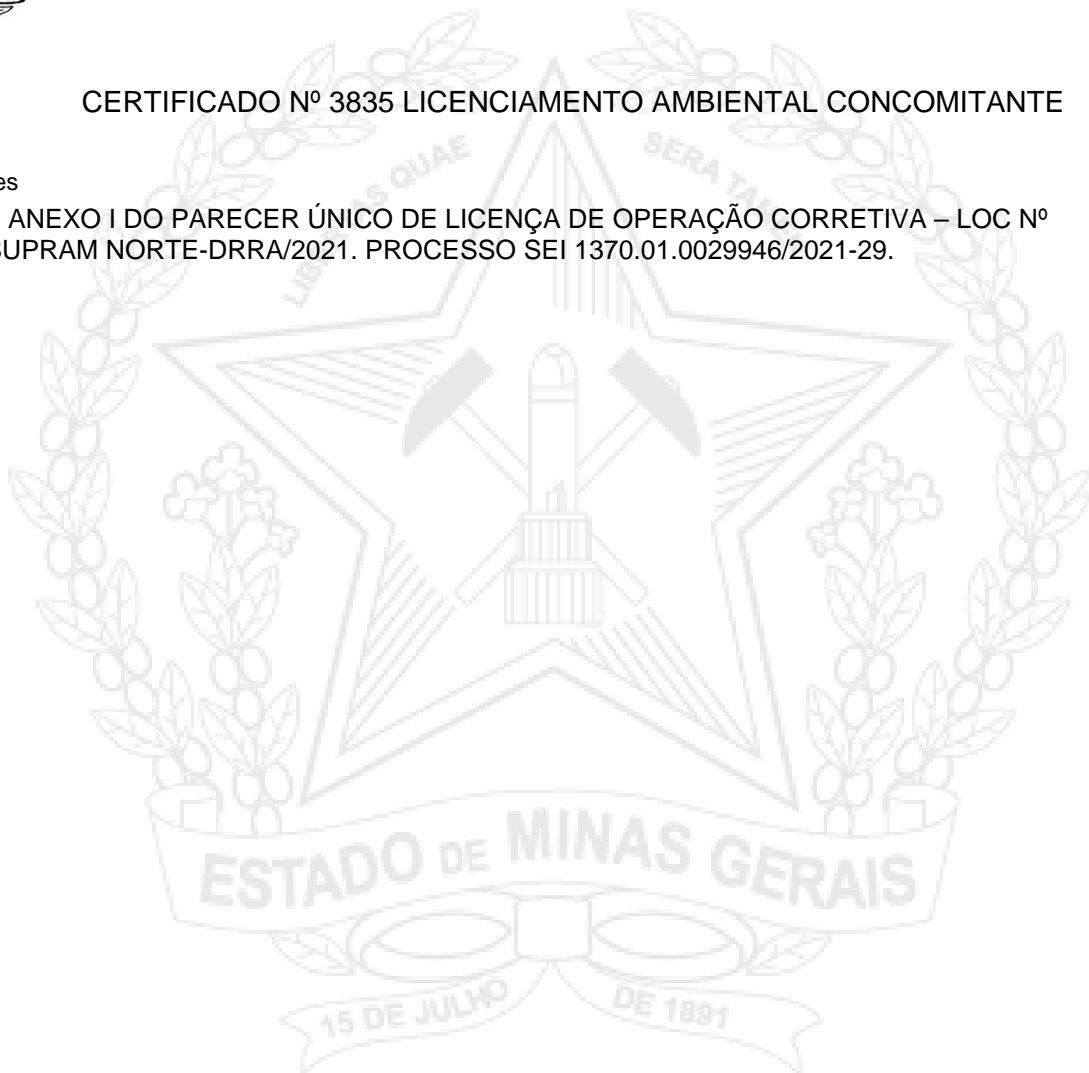 CERTIFICADO Nº 3835 LICENCIAMENTO AMBIENTAL CONCOMITANTE
LIBERTAS QUAE SERA TAMEN
es
ANEXO I DO PARECER ÚNICO DE LICENÇA DE OPERAÇÃO CORRETIVA – LOC Nº
SUPRAM NORTE-DRRA/2021. PROCESSO SEI 1370.01.0029946/2021-29.
ESTADO DE MINAS GERAIS
15 DE JULHO DE 1891